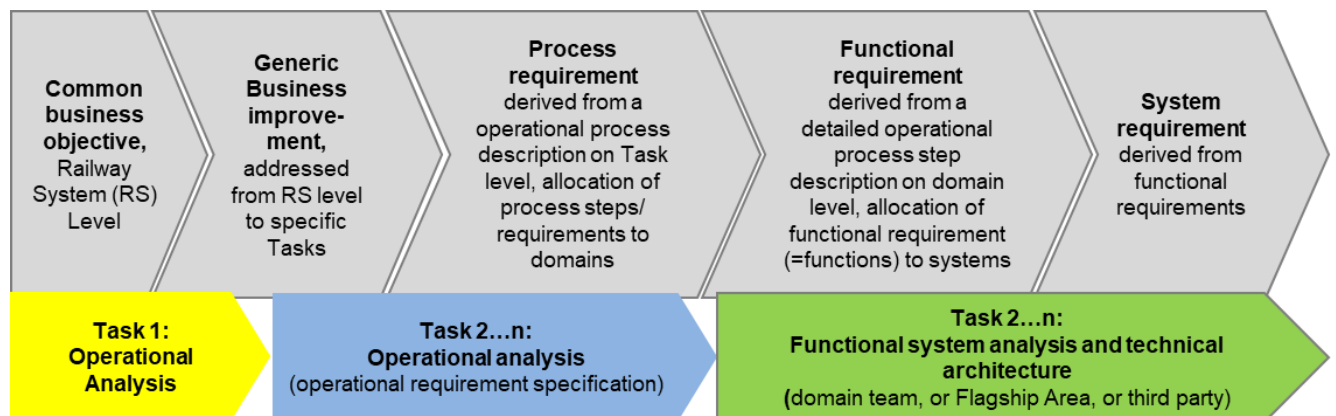 Common
business
objective,
Railway
System (RS)
Level
Generic
Business
improve-
ment,
addressed
from RS level
to specific
Tasks
Process
requirement
derived from a
operational process
description on Task
level, allocation of
process steps/
requirements to
domains
Functional
requirement
derived from a
detailed operational
process step
description on domain
level, allocation of
functional requirement
(=functions) to systems
System
requirement
derived from
functional
requirements
Task 1:
Operational
Analysis
Task 2…n:
Operational analysis
(operational requirement specification)
Task 2…n:
Functional system analysis and technical
architecture
(domain team, or Flagship Area, or third party)